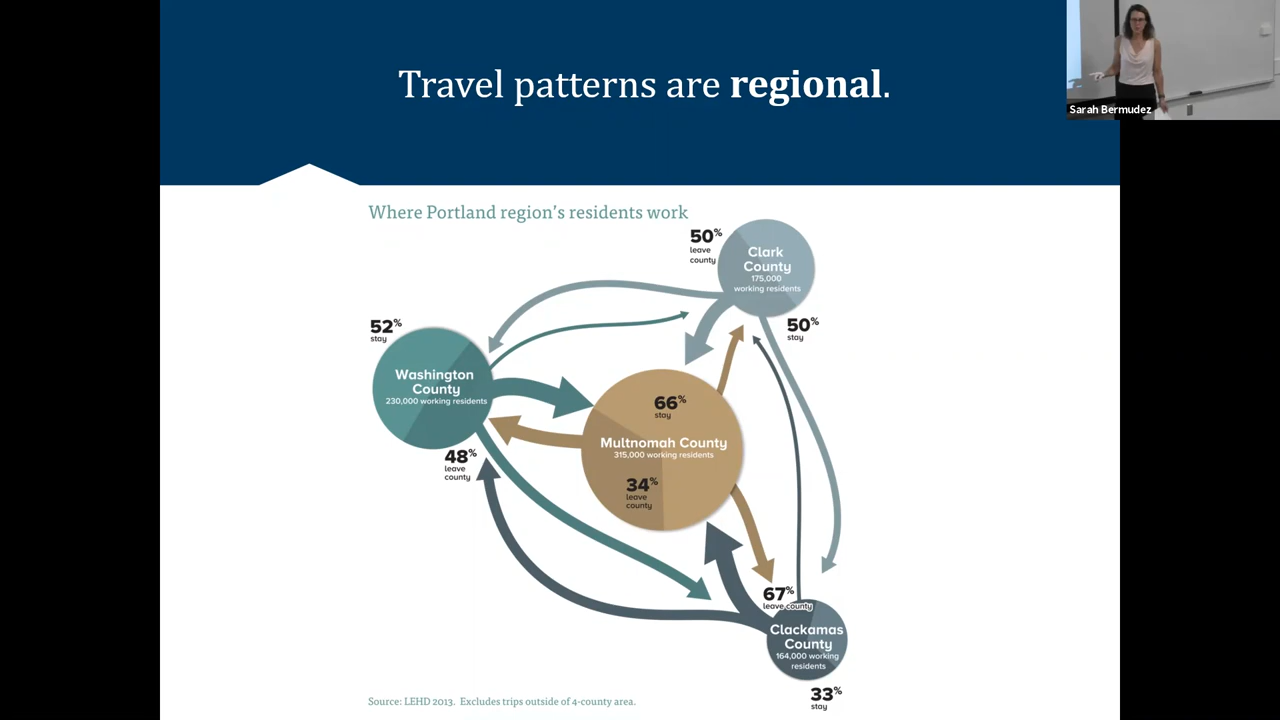 Travel patterns are regional.
Sarah Bermudez
Where Portland region's residents work
50%
leave
county
Clark
County
175,000
working residents
50%
stay
52%
stay
Washington
County
230,000 working residents
48%
leave
county
66%
stay
Multnomah County
315,000 working residents
34%
leave
county
67%
leave county
Clackamas
County
164,000 working
residents
33%
stay
Source: LEHD 2013. Excludes trips outside of 4-county area.